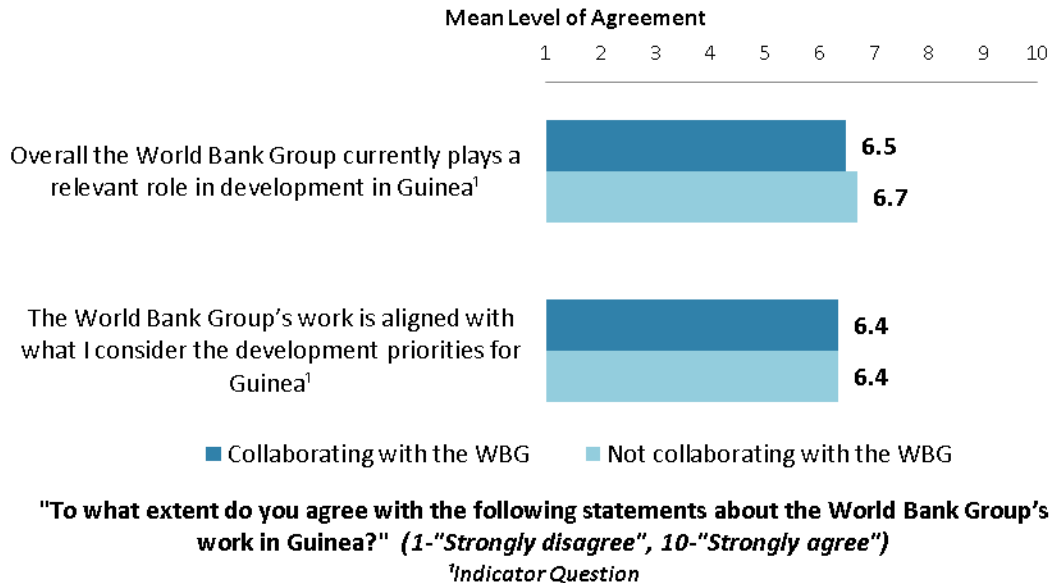 Mean Level of Agreement
1 2 3 4 5 6 7 8 9 10
Overall the World Bank Group currently plays a
relevant role in development in Guinea¹
6.5
6.7
The World Bank Group’s work is aligned with
what I consider the development priorities for
Guinea¹
6.4
6.4
Collaborating with the WBG Not collaborating with the WBG
"To what extent do you agree with the following statements about the World Bank Group’s
work in Guinea?" (1-"Strongly disagree", 10-"Strongly agree")
¹Indicator Question